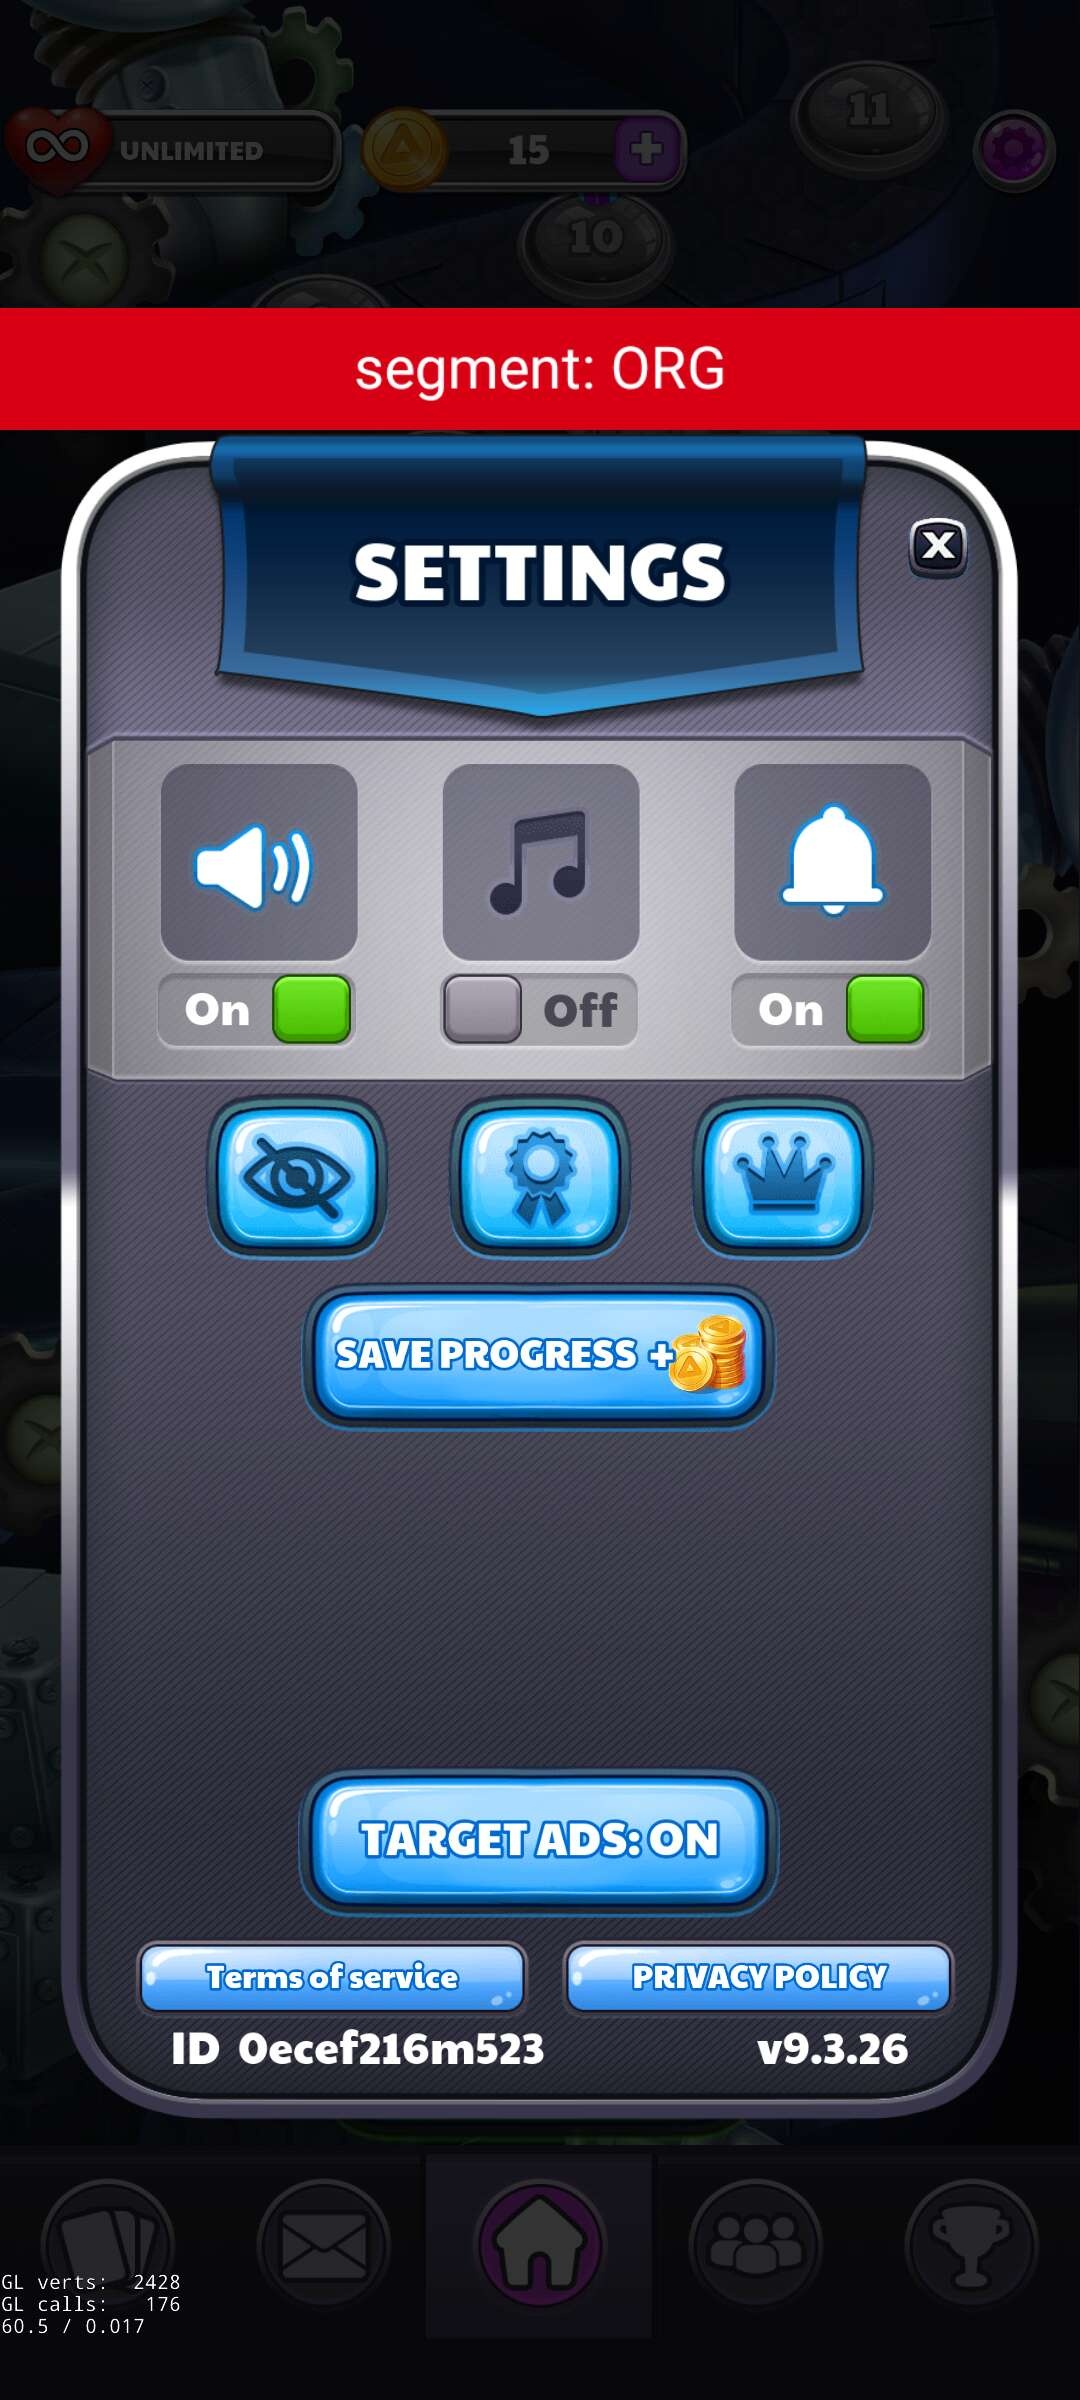 UNLIMITED
15
11
10
segment: ORG
SETTINGS
X
On
Off
On
SAVE PROGRESS +
TARGET ADS: ON
Terms of service
PRIVACY POLICY
ID 0ecef216m523
v9.3.26
GL verts: 2428
GL calls: 176
60.5 / 0.017